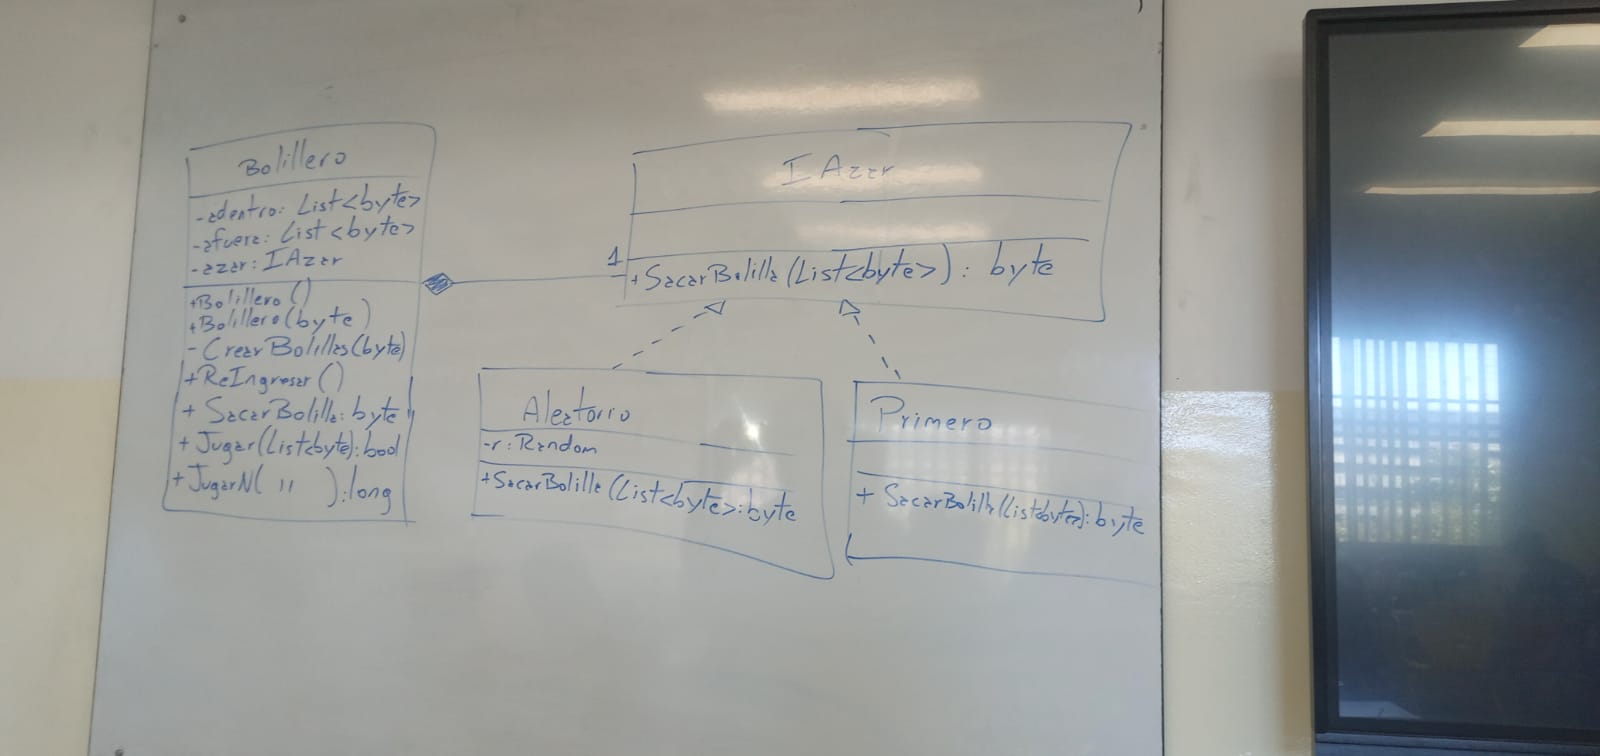 Bolillero
-adentro: List<byte>
-afuera: List<byte>
-azar: IAzar
+Bolillero()
+Bolillero(byte)
-CrearBolillas(byte)
+ReIngresar()
+ SacarBolilla: byte
+ Jugar(List<byte): bool
+ JugarN( " ):long
IAzar
1
+SacarBolilla(List<byte>): byte
Aleatorio
-r: Random
+SacarBolilla(List<byte>:byte
Primero
+ SacarBolilla(List<byte>):byte